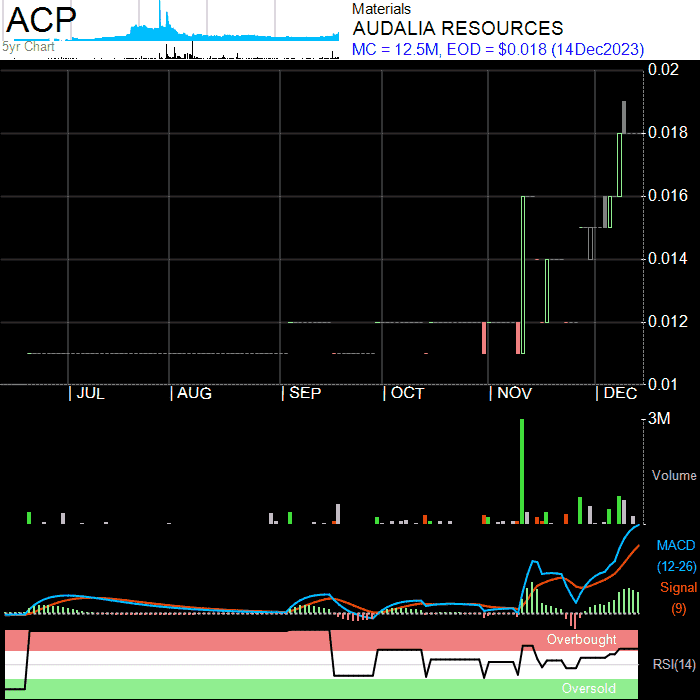 ACP
5yr Chart
Materials
AUDALIA RESOURCES
MC = 12.5M, EOD = $0.018 (14Dec2023)
0.02
0.018
0.016
0.014
0.012
0.01
JUL
AUG
SEP
OCT
NOV
DEC
3M
Volume
MACD
(12-26)
Signal
(9)
Overbought
RSI(14)
Oversold